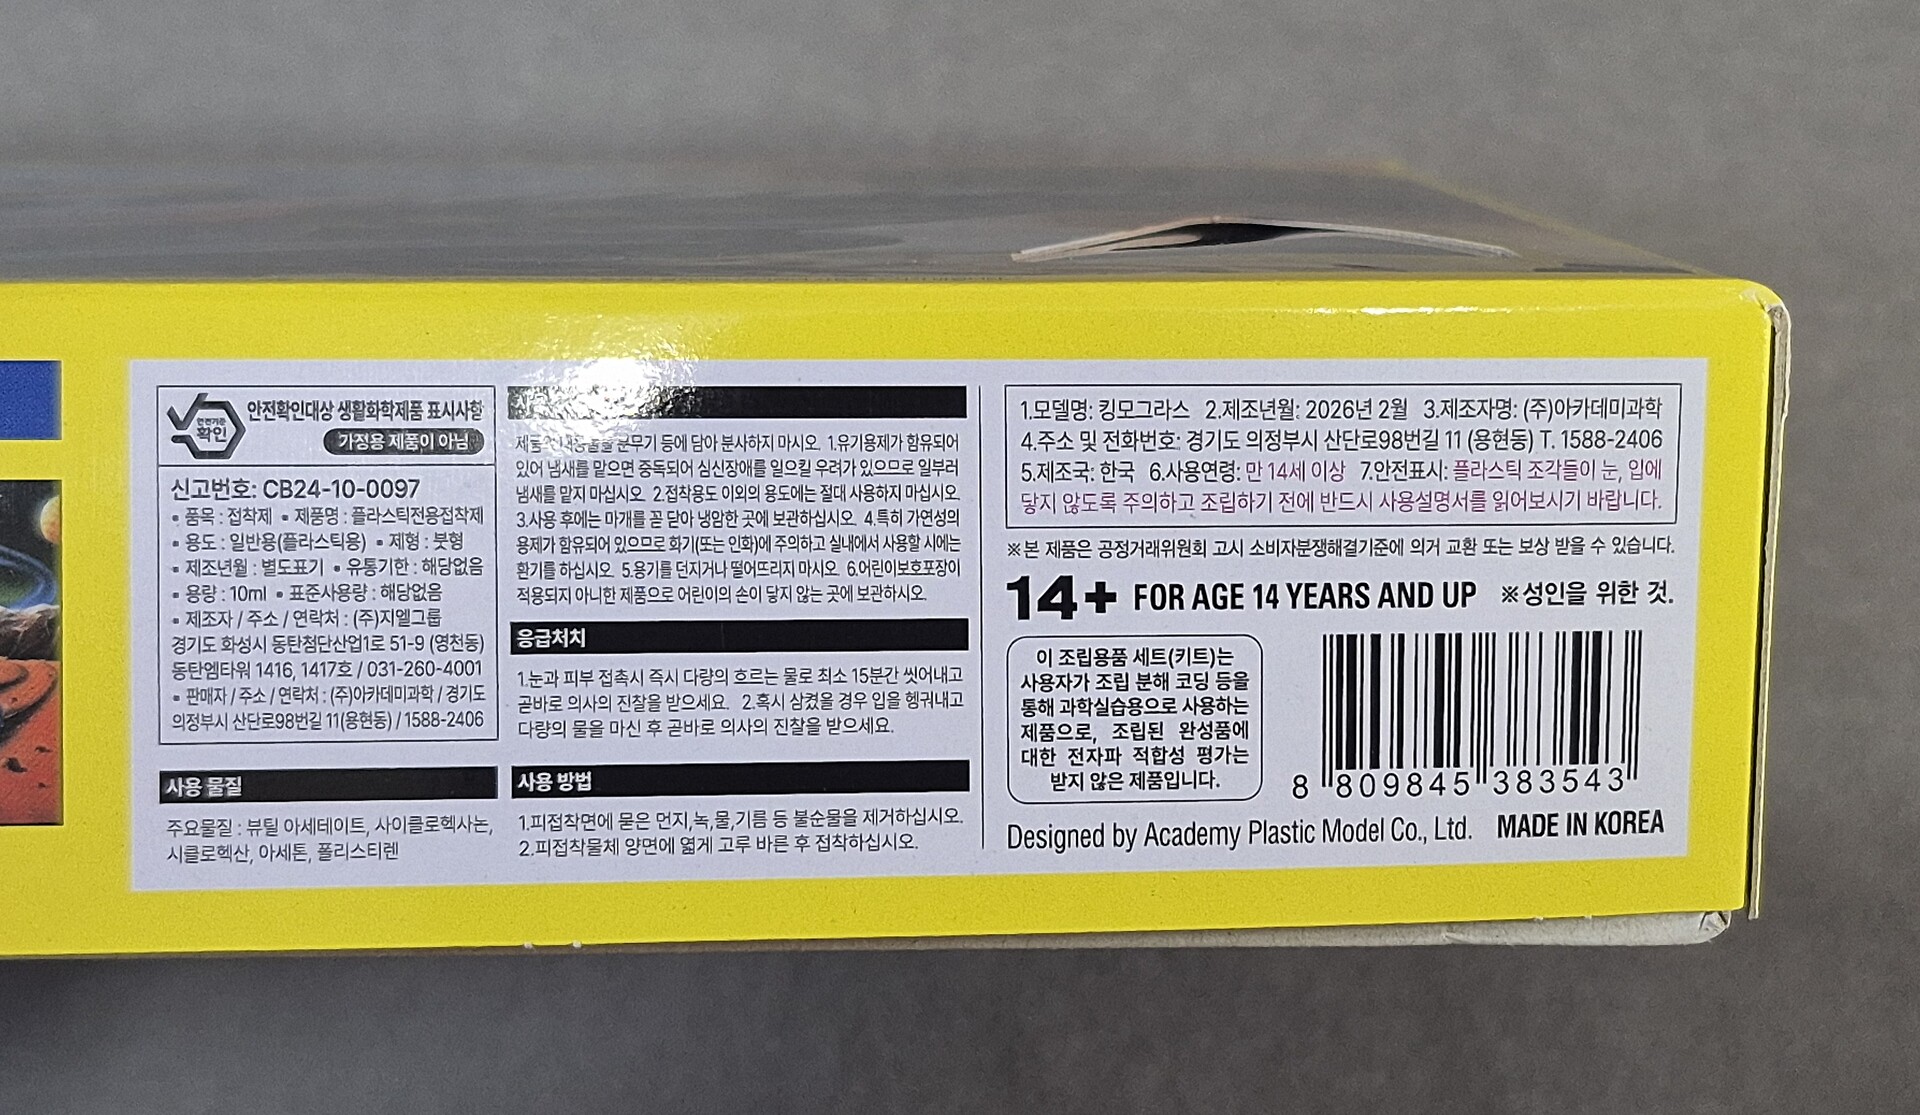 안전기준
확인
안전확인대상 생활화학제품 표시사항
가정용 제품이 아님
신고번호: CB24-10-0097
▪ 품목 : 접착제 ▪ 제품명 : 플라스틱전용접착제
▪ 용도 : 일반용(플라스틱용) ▪ 제형 : 붓형
▪ 제조년월 : 별도표기 ▪ 유통기한 : 해당없음
▪ 용량 : 10ml ▪ 표준사용량 : 해당없음
▪ 제조자 / 주소 / 연락처 : (주)지엘그룹
경기도 화성시 동탄첨단산업1로 51-9 (영천동)
동탄엠타워 1416, 1417호 / 031-260-4001
▪ 판매자 / 주소 / 연락처 : (주)아카데미과학 / 경기도
의정부시 산단로98번길 11(용현동) / 1588-2406
사용 물질
주요물질 : 뷰틸 아세테이트, 사이클로헥사논,
시클로헥산, 아세톤, 폴리스티렌
분무기 등에 담아 분사하지 마시오. 1.유기용제가 함유되어
있어 냄새를 맡으면 중독되어 심신장애를 일으킬 우려가 있으므로 일부러
냄새를 맡지 마십시오. 2.접착용도 이외의 용도에는 절대 사용하지 마십시오.
3.사용 후에는 마개를 꼭 닫아 냉암한 곳에 보관하십시오. 4.특히 가연성의
용제가 함유되어 있으므로 화기(또는 인화)에 주의하고 실내에서 사용할 시에는
환기를 하십시오. 5.용기를 던지거나 떨어뜨리지 마시오. 6.어린이보호포장이
적용되지 아니한 제품으로 어린이의 손이 닿지 않는 곳에 보관하시오.
응급처치
1.눈과 피부 접촉시 즉시 다량의 흐르는 물로 최소 15분간 씻어내고
곧바로 의사의 진찰을 받으세요. 2.혹시 삼켰을 경우 입을 헹궈내고
다량의 물을 마신 후 곧바로 의사의 진찰을 받으세요.
사용 방법
1.피접착면에 묻은 먼지,녹,물,기름 등 불순물을 제거하십시오.
2.피접착물체 양면에 엷게 고루 바른 후 접착하십시오.
1.모델명: 킹모그라스 2.제조년월: 2026년 2월 3.제조자명: (주)아카데미과학
4.주소 및 전화번호: 경기도 의정부시 산단로98번길 11 (용현동) T. 1588-2406
5.제조국: 한국 6.사용연령: 만 14세 이상 7.안전표시: 플라스틱 조각들이 눈, 입에
닿지 않도록 주의하고 조립하기 전에 반드시 사용설명서를 읽어보시기 바랍니다.
※본 제품은 공정거래위원회 고시 소비자분쟁해결기준에 의거 교환 또는 보상 받을 수 있습니다.
14+ FOR AGE 14 YEARS AND UP ※성인을 위한 것.
이 조립용품 세트(키트)는
사용자가 조립 분해 코딩 등을
통해 과학실습용으로 사용하는
제품으로, 조립된 완성품에
대한 전자파 적합성 평가는
받지 않은 제품입니다.
8 809845 383543
Designed by Academy Plastic Model Co., Ltd. MADE IN KOREA